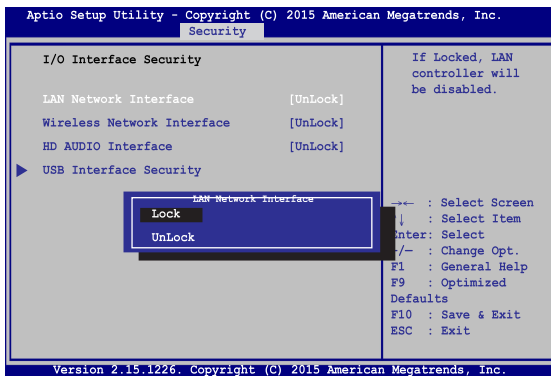 Aptio Setup Utility - Copyright (C) 2015 American Megatrends, Inc.
Security
I/O Interface Security
LAN Network Interface [UnLock]
Wireless Network Interface [UnLock]
HD AUDIO Interface [UnLock]
USB Interface Security
LAN Network Interface
Lock
UnLock
If Locked, LAN
controller will
be disabled.
→← : Select Screen
↓ : Select Item
Enter: Select
+/— : Change Opt.
F1 : General Help
F9 : Optimized
Defaults
F10 : Save & Exit
ESC : Exit
Version 2.15.1226. Copyright (C) 2015 American Megatrends, Inc.